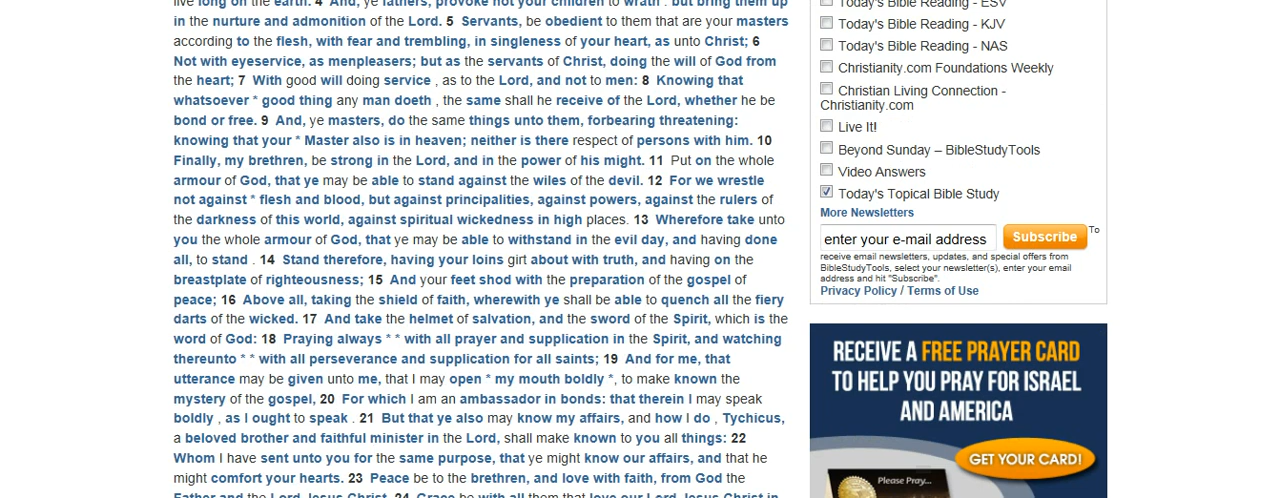 live long on the earth. 4 And, ye fathers, provoke not your children to wrath : but bring them up
in the nurture and admonition of the Lord. 5 Servants, be obedient to them that are your masters
according to the flesh, with fear and trembling, in singleness of your heart, as unto Christ; 6
Not with eyeservice, as menpleasers; but as the servants of Christ, doing the will of God from
the heart; 7 With good will doing service , as to the Lord, and not to men: 8 Knowing that
whatsoever * good thing any man doeth , the same shall he receive of the Lord, whether he be
bond or free. 9 And, ye masters, do the same things unto them, forbearing threatening:
knowing that your * Master also is in heaven; neither is there respect of persons with him. 10
Finally, my brethren, be strong in the Lord, and in the power of his might. 11 Put on the whole
armour of God, that ye may be able to stand against the wiles of the devil. 12 For we wrestle
not against * flesh and blood, but against principalities, against powers, against the rulers of
the darkness of this world, against spiritual wickedness in high places. 13 Wherefore take unto
you the whole armour of God, that ye may be able to withstand in the evil day, and having done
all, to stand . 14 Stand therefore, having your loins girt about with truth, and having on the
breastplate of righteousness; 15 And your feet shod with the preparation of the gospel of
peace; 16 Above all, taking the shield of faith, wherewith ye shall be able to quench all the fiery
darts of the wicked. 17 And take the helmet of salvation, and the sword of the Spirit, which is the
word of God: 18 Praying always * * with all prayer and supplication in the Spirit, and watching
thereunto * * with all perseverance and supplication for all saints; 19 And for me, that
utterance may be given unto me, that I may open * my mouth boldly *, to make known the
mystery of the gospel, 20 For which I am an ambassador in bonds: that therein I may speak
boldly , as I ought to speak . 21 But that ye also may know my affairs, and how I do , Tychicus,
a beloved brother and faithful minister in the Lord, shall make known to you all things: 22
Whom I have sent unto you for the same purpose, that ye might know our affairs, and that he
might comfort your hearts. 23 Peace be to the brethren, and love with faith, from God the
Father and the Lord Jesus Christ. 24 Grace be with all them that love our Lord Jesus Christ in
Today's Bible Reading - ESV
Today's Bible Reading - KJV
Today's Bible Reading - NAS
Christianity.com Foundations Weekly
Christian Living Connection -
Christianity.com
Live It!
Beyond Sunday – BibleStudyTools
Video Answers
Today's Topical Bible Study
More Newsletters
enter your e-mail address Subscribe To
receive email newsletters, updates, and special offers from
BibleStudyTools, select your newsletter(s), enter your email
address and hit "Subscribe".
Privacy Policy / Terms of Use
RECEIVE A FREE PRAYER CARD
TO HELP YOU PRAY FOR ISRAEL
AND AMERICA
GET YOUR CARD!
Please Pray...